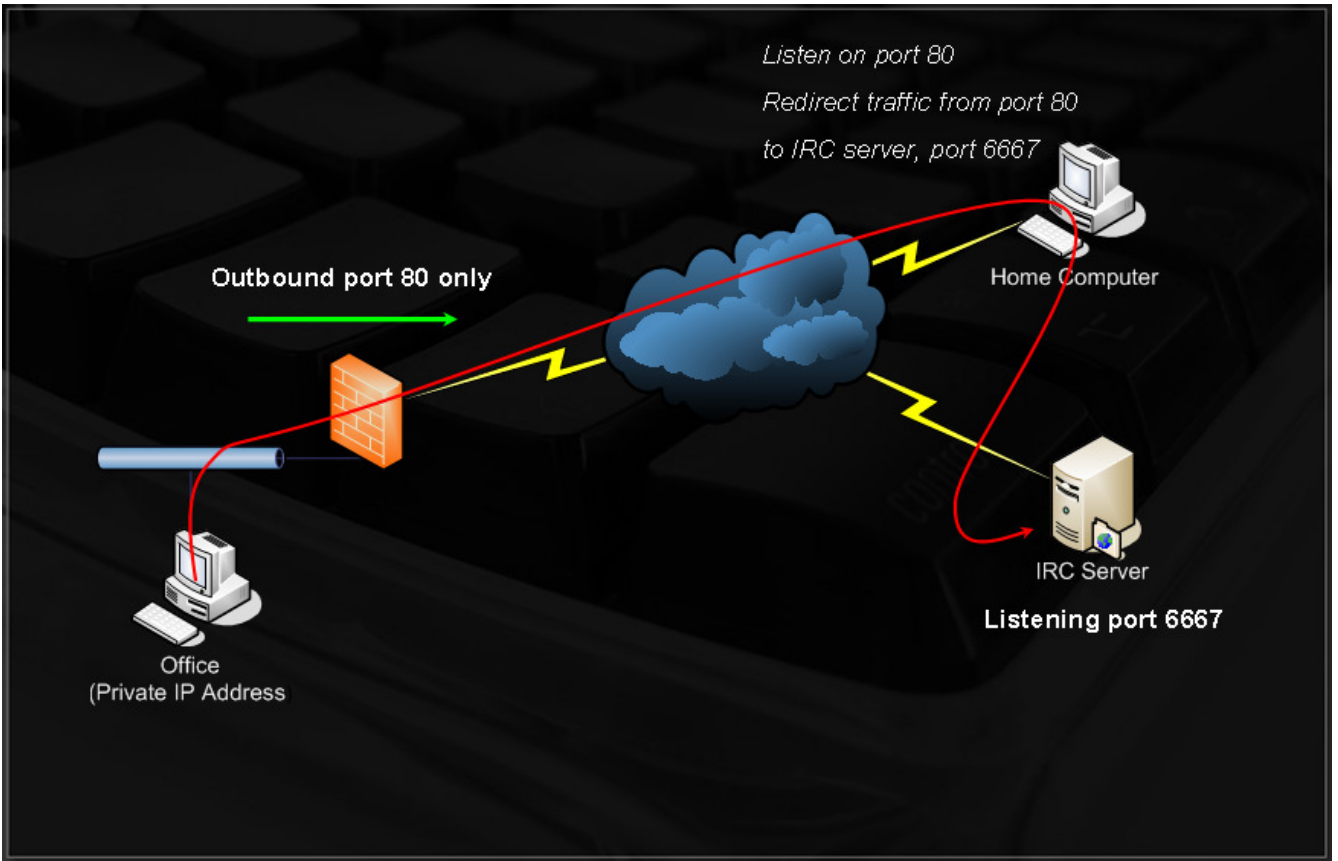 Listen on port 80
Redirect traffic from port 80
to IRC server, port 6667
Home Computer
Outbound port 80 only
IRC Server
Listening port 6667
Office
(Private IP Address